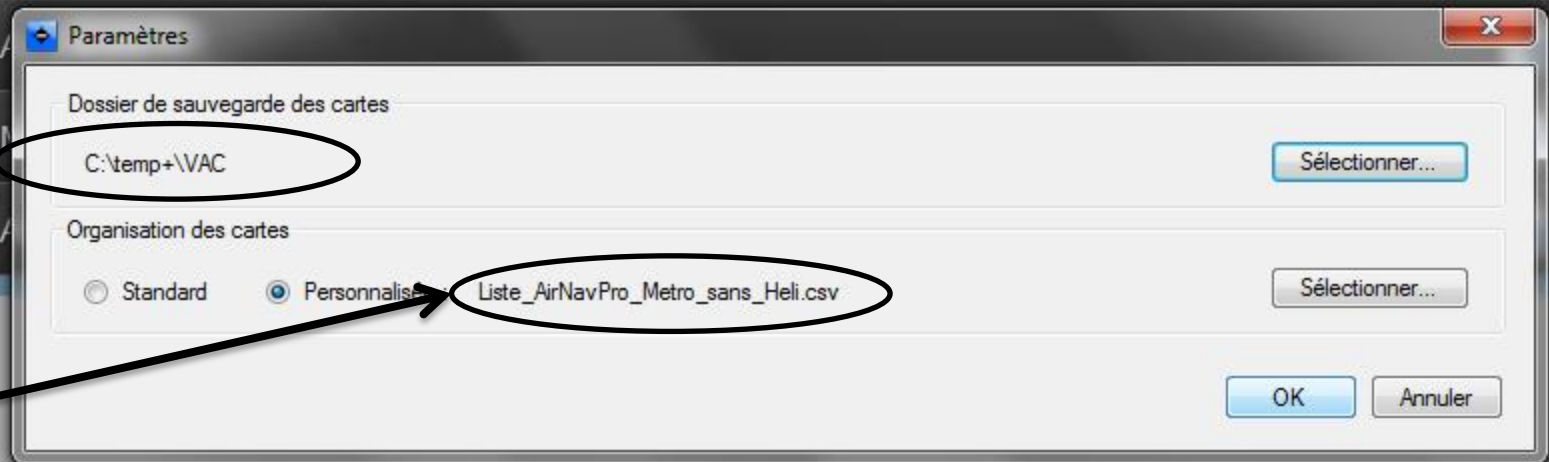 Paramètres
Dossier de sauvegarde des cartes
C:\temp+\VAC
Sélectionner...
Organisation des cartes
Standard
Liste_AirNavPro_Metro_sans_Heli.csv
Sélectionner...
OK
Annuler